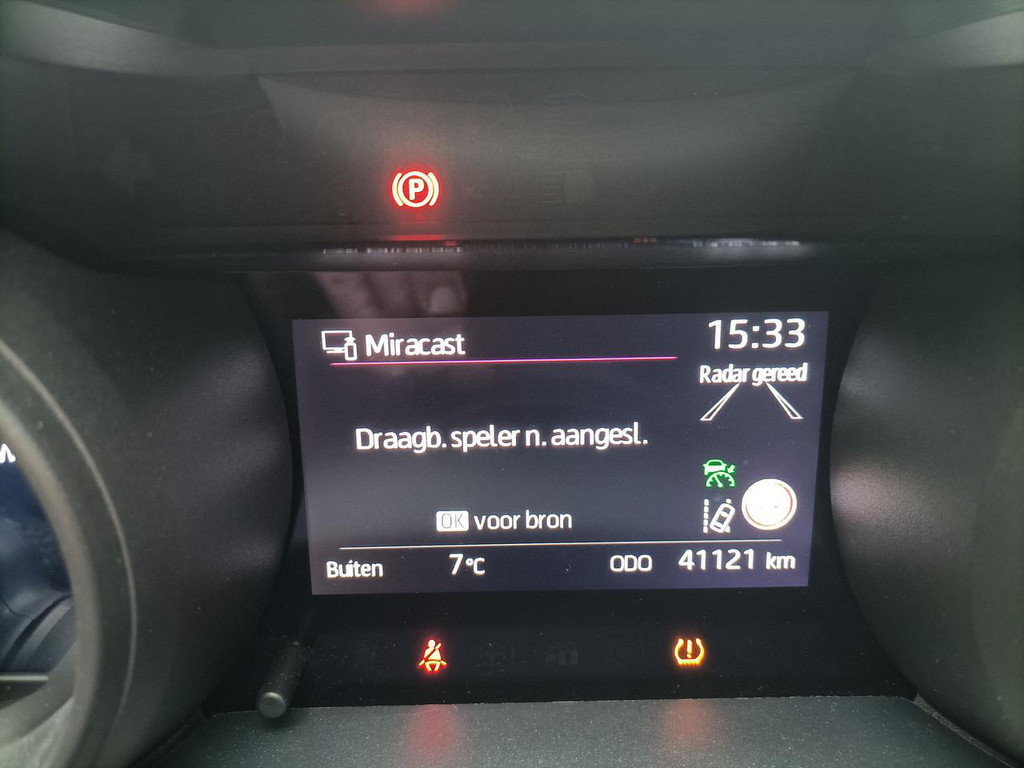 P
Miracast
15:33
Radar gereed
Draagb. speler n. aangesl.
OK voor bron
Buiten 7°C ODO 41121 km